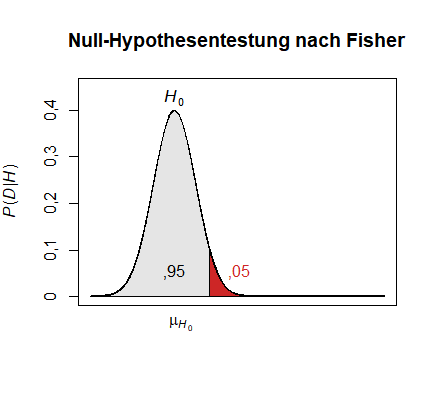 Null-Hypothesentestung nach Fisher
H₀
P(D|H)
0,4
0,3
0,2
0,1
0
,95
,05
μH₀